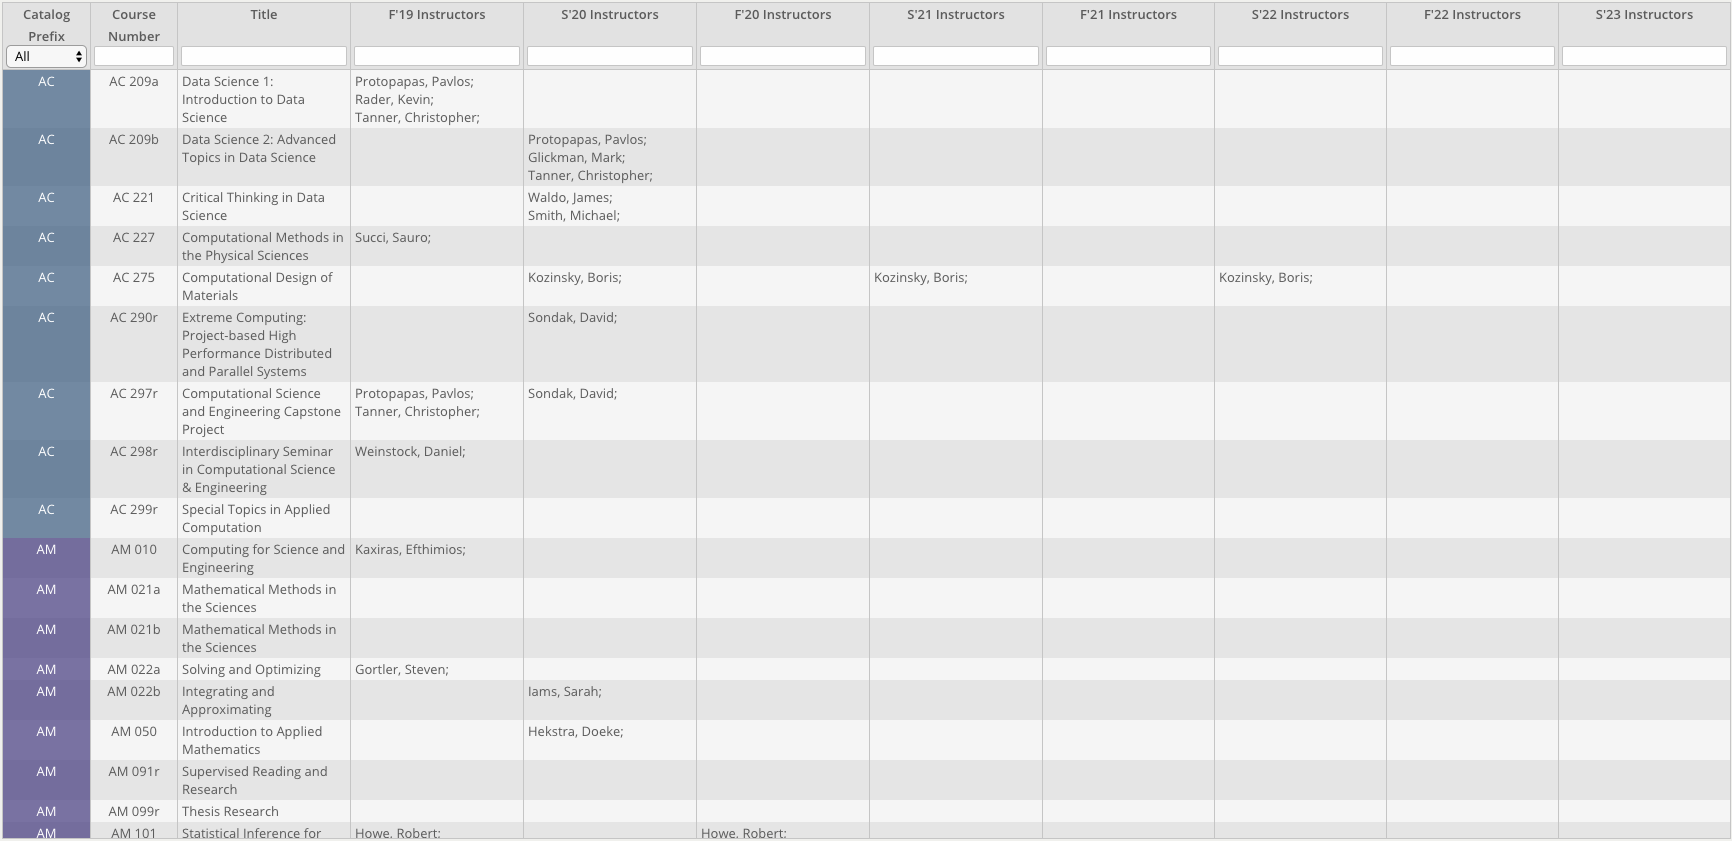 Catalog Prefix Course Number Title F'19 Instructors S'20 Instructors F'20 Instructors S'21 Instructors F'21 Instructors S'22 Instructors F'22 Instructors S'23 Instructors
All
AC AC 209a Data Science 1: Protopapas, Pavlos;
Introduction to Data Rader, Kevin;
Science Tanner, Christopher;
AC AC 209b Data Science 2: Advanced Protopapas, Pavlos;
Topics in Data Science Glickman, Mark;
Tanner, Christopher;
AC AC 221 Critical Thinking in Data Waldo, James;
Science Smith, Michael;
AC AC 227 Computational Methods in Succi, Sauro;
the Physical Sciences
AC AC 275 Computational Design of Kozinsky, Boris; Kozinsky, Boris; Kozinsky, Boris;
Materials
AC AC 290r Extreme Computing: Sondak, David;
Project-based High
Performance Distributed
and Parallel Systems
AC AC 297r Computational Science Protopapas, Pavlos; Sondak, David;
and Engineering Capstone Tanner, Christopher;
Project
AC AC 298r Interdisciplinary Seminar Weinstock, Daniel;
in Computational Science
& Engineering
AC AC 299r Special Topics in Applied
Computation
AM AM 010 Computing for Science and Kaxiras, Efthimios;
Engineering
AM AM 021a Mathematical Methods in
the Sciences
AM AM 021b Mathematical Methods in
the Sciences
AM AM 022a Solving and Optimizing Gortler, Steven;
AM AM 022b Integrating and Iams, Sarah;
Approximating
AM AM 050 Introduction to Applied Hekstra, Doeke;
Mathematics
AM AM 091r Supervised Reading and
Research
AM AM 099r Thesis Research
AM AM 101 Statistical Inference for Howe, Robert; Howe, Robert;